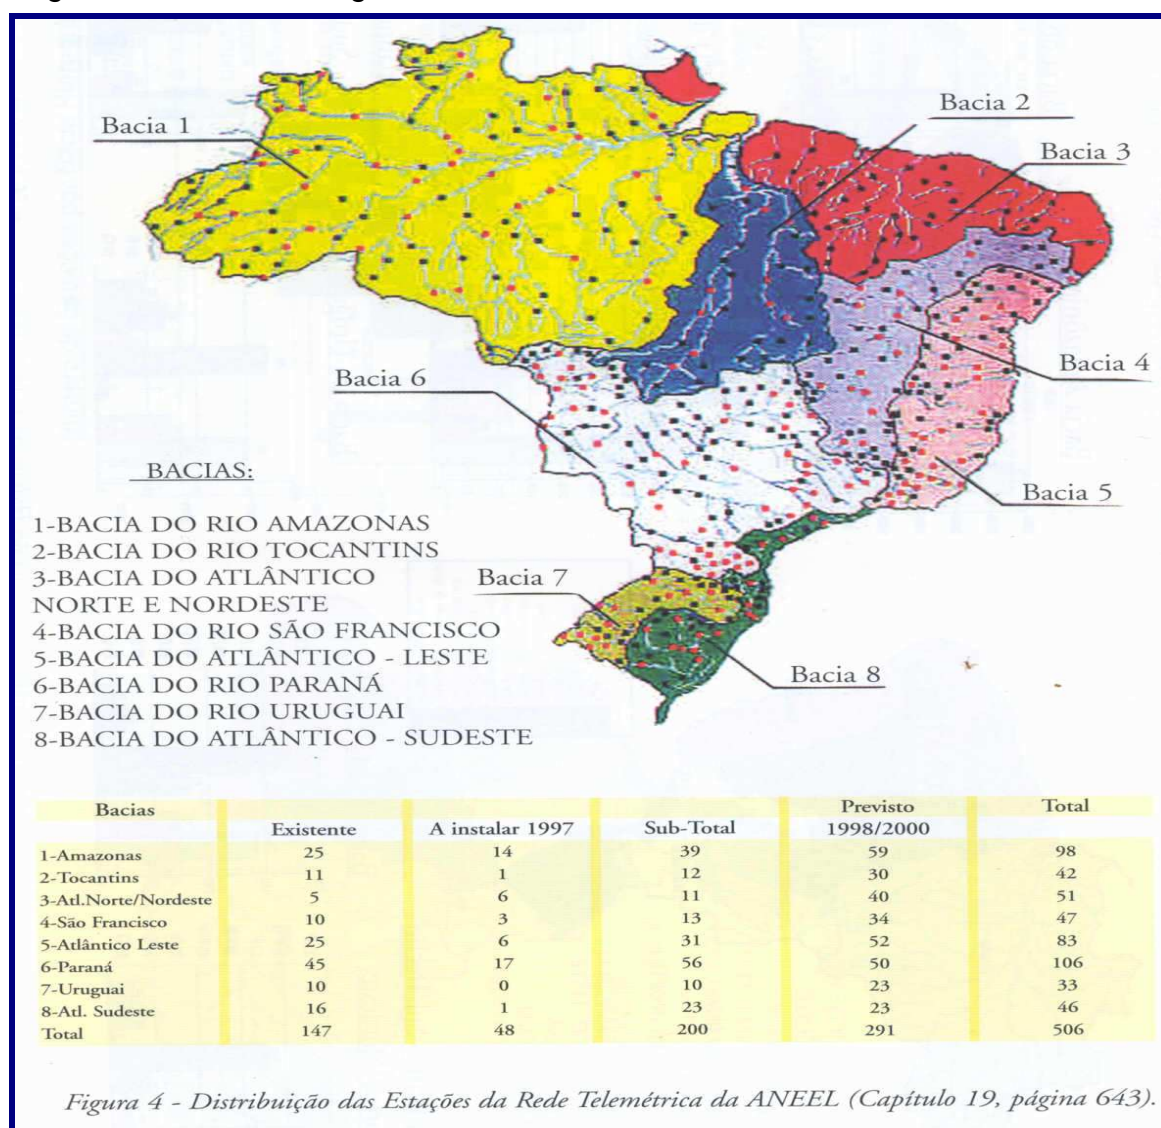 Bacia 1
Bacia 2
Bacia 3
Bacia 4
Bacia 6
Bacia 5
Bacia 7
Bacia 8
BACIAS:
1-BACIA DO RIO AMAZONAS
2-BACIA DO RIO TOCANTINS
3-BACIA DO ATLÂNTICO
NORTE E NORDESTE
4-BACIA DO RIO SÃO FRANCISCO
5-BACIA DO ATLÂNTICO - LESTE
6-BACIA DO RIO PARANÁ
7-BACIA DO RIO URUGUAI
8-BACIA DO ATLÂNTICO - SUDESTE
Bacias Previsto Total
Existente A instalar 1997 Sub-Total 1998/2000
1-Amazonas 25 14 39 59 98
2-Tocantins 11 1 12 30 42
3-Atl.Norte/Nordeste 5 6 11 40 51
4-São Francisco 10 3 13 34 47
5-Atlântico Leste 25 6 31 52 83
6-Paraná 45 17 56 50 106
7-Uruguai 10 0 10 23 33
8-Atl. Sudeste 16 1 23 23 46
Total 147 48 200 291 506
Figura 4 - Distribuição das Estações da Rede Telemétrica da ANEEL (Capítulo 19, página 643).